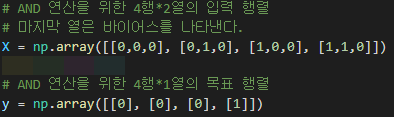 # AND 연산을 위한 4행*2열의 입력 행렬
# 마지막 열은 바이어스를 나타낸다.
X = np.array([[0,0,0], [0,1,0], [1,0,0], [1,1,0]])
# AND 연산을 위한 4행*1열의 목표 행렬
y = np.array([[0], [0], [0], [1]])